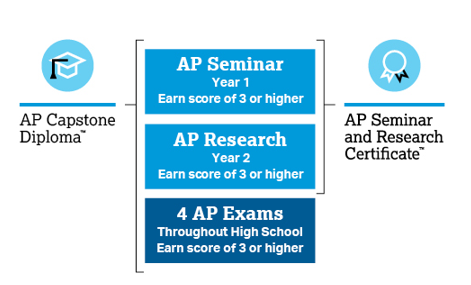 AP Capstone
Diploma™
AP Seminar
Year 1
Earn score of 3 or higher
AP Research
Year 2
Earn score of 3 or higher
4 AP Exams
Throughout High School
Earn score of 3 or higher
AP Seminar
and Research
Certificate™